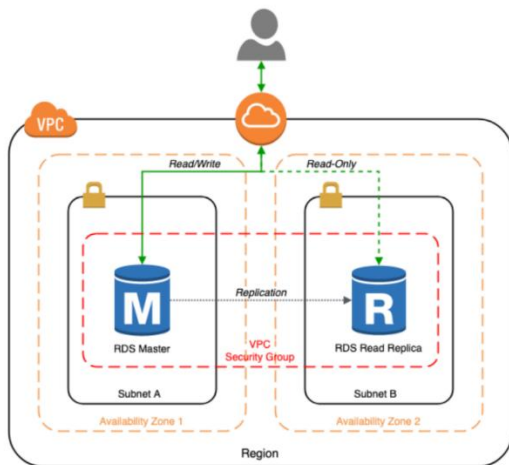 VPC
Read/Write
Read-Only
M
Replication
R
RDS Master
RDS Read Replica
VPC
Security Group
Subnet A
Subnet B
Availability Zone 1
Availability Zone 2
Region